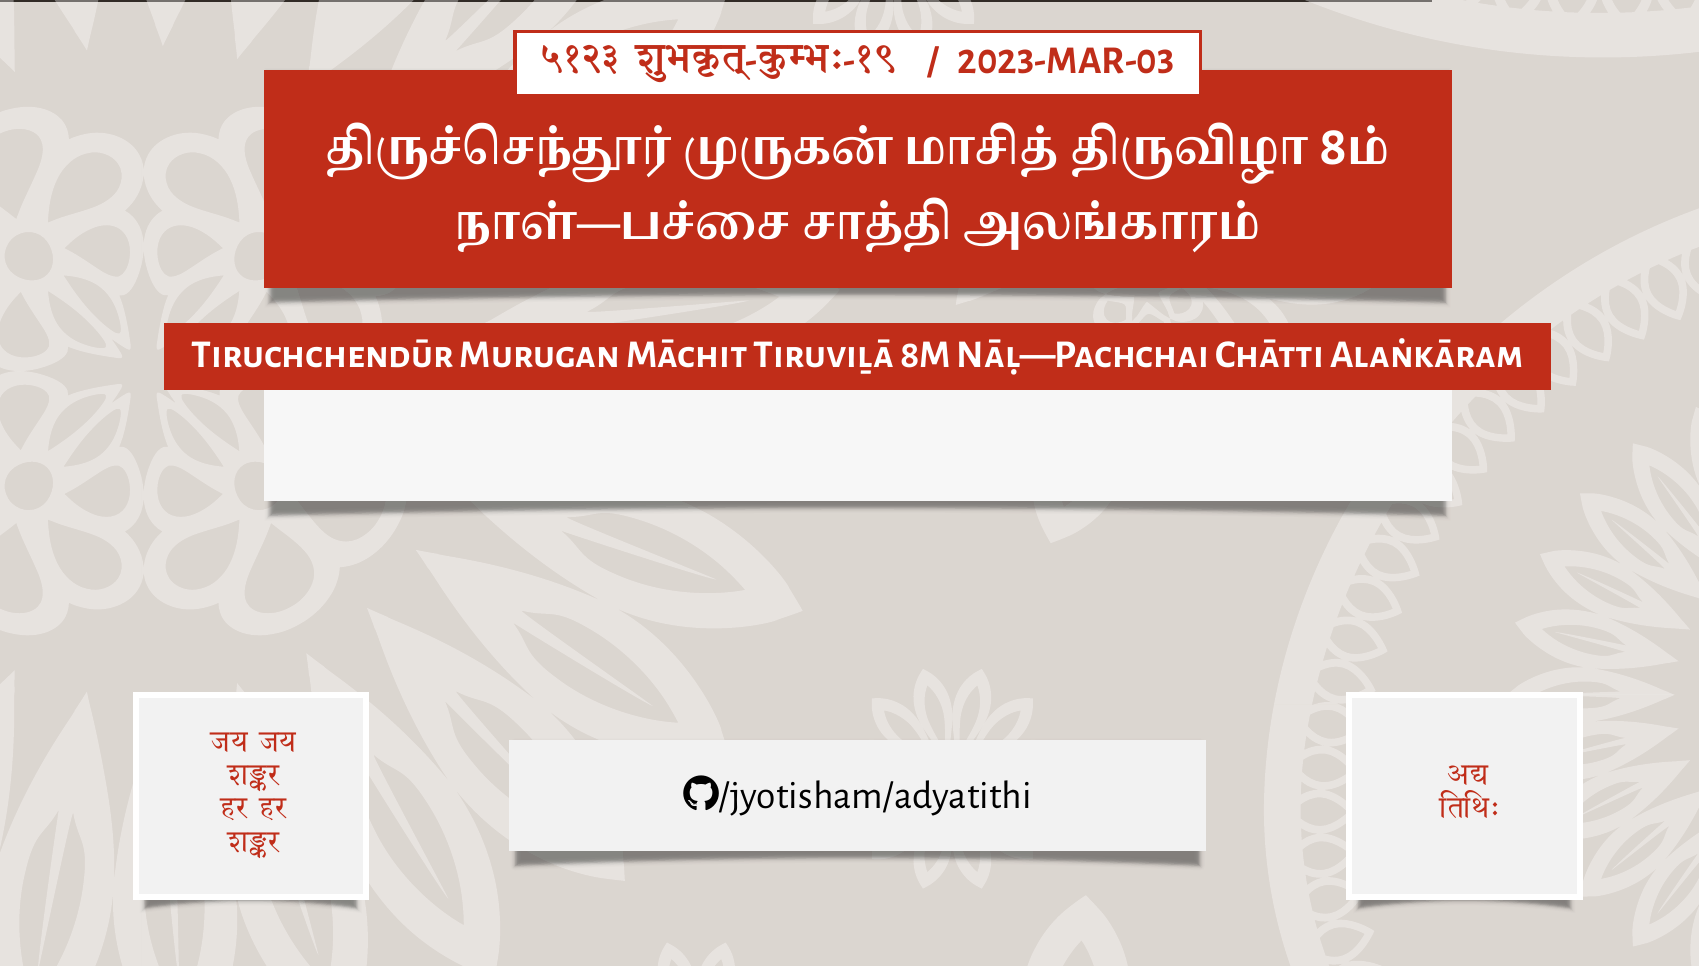 ५१२३ शुभकृत्-कुम्भः-१९ / 2023-MAR-03
திருச்செந்தூர் முருகன் மாசித் திருவிழா 8ம்
நாள்—பச்சை சாத்தி அலங்காரம்
Tiruchchendūr Murugan Māchit Tiruviḻā 8m Nāḷ—Pachchai Chātti Alaṅkāram
जय जय
शङ्कर
हर हर
शङ्कर
/jyotisham/adyatithi
अद्य
तिथिः